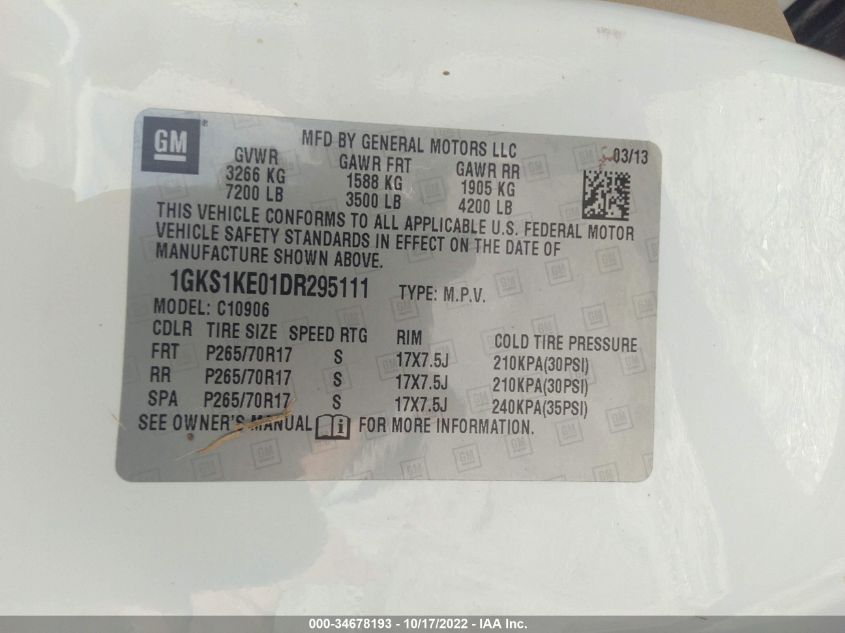 GM
MFD BY GENERAL MOTORS LLC
03/13
GVWR GAWR FRT GAWR RR
3266 KG 1588 KG 1905 KG
7200 LB 3500 LB 4200 LB
THIS VEHICLE CONFORMS TO ALL APPLICABLE U.S. FEDERAL MOTOR
VEHICLE SAFETY STANDARDS IN EFFECT ON THE DATE OF
MANUFACTURE SHOWN ABOVE.
1GKS1KE01DR295111 TYPE: M.P.V.
MODEL: C10906
CDLR TIRE SIZE SPEED RTG RIM COLD TIRE PRESSURE
FRT P265/70R17 S 17X7.5J 210KPA(30PSI)
RR P265/70R17 S 17X7.5J 210KPA(30PSI)
SPA P265/70R17 S 17X7.5J 240KPA(35PSI)
SEE OWNER'S MANUAL FOR MORE INFORMATION.
000-34678193 - 10/17/2022 - IAA Inc.